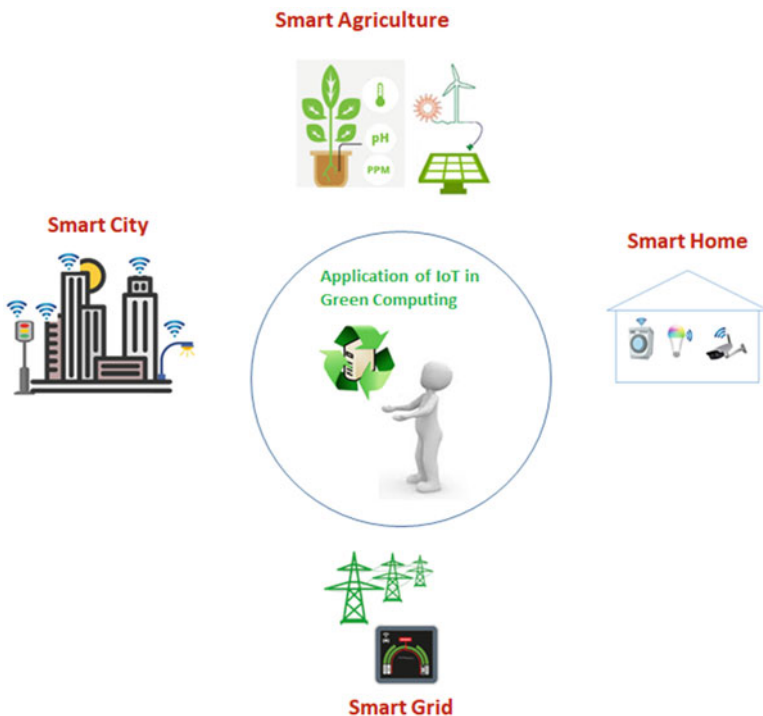 Smart Agriculture
pH
PPM
Smart City
Smart Home
Application of IoT in
Green Computing
Smart Grid